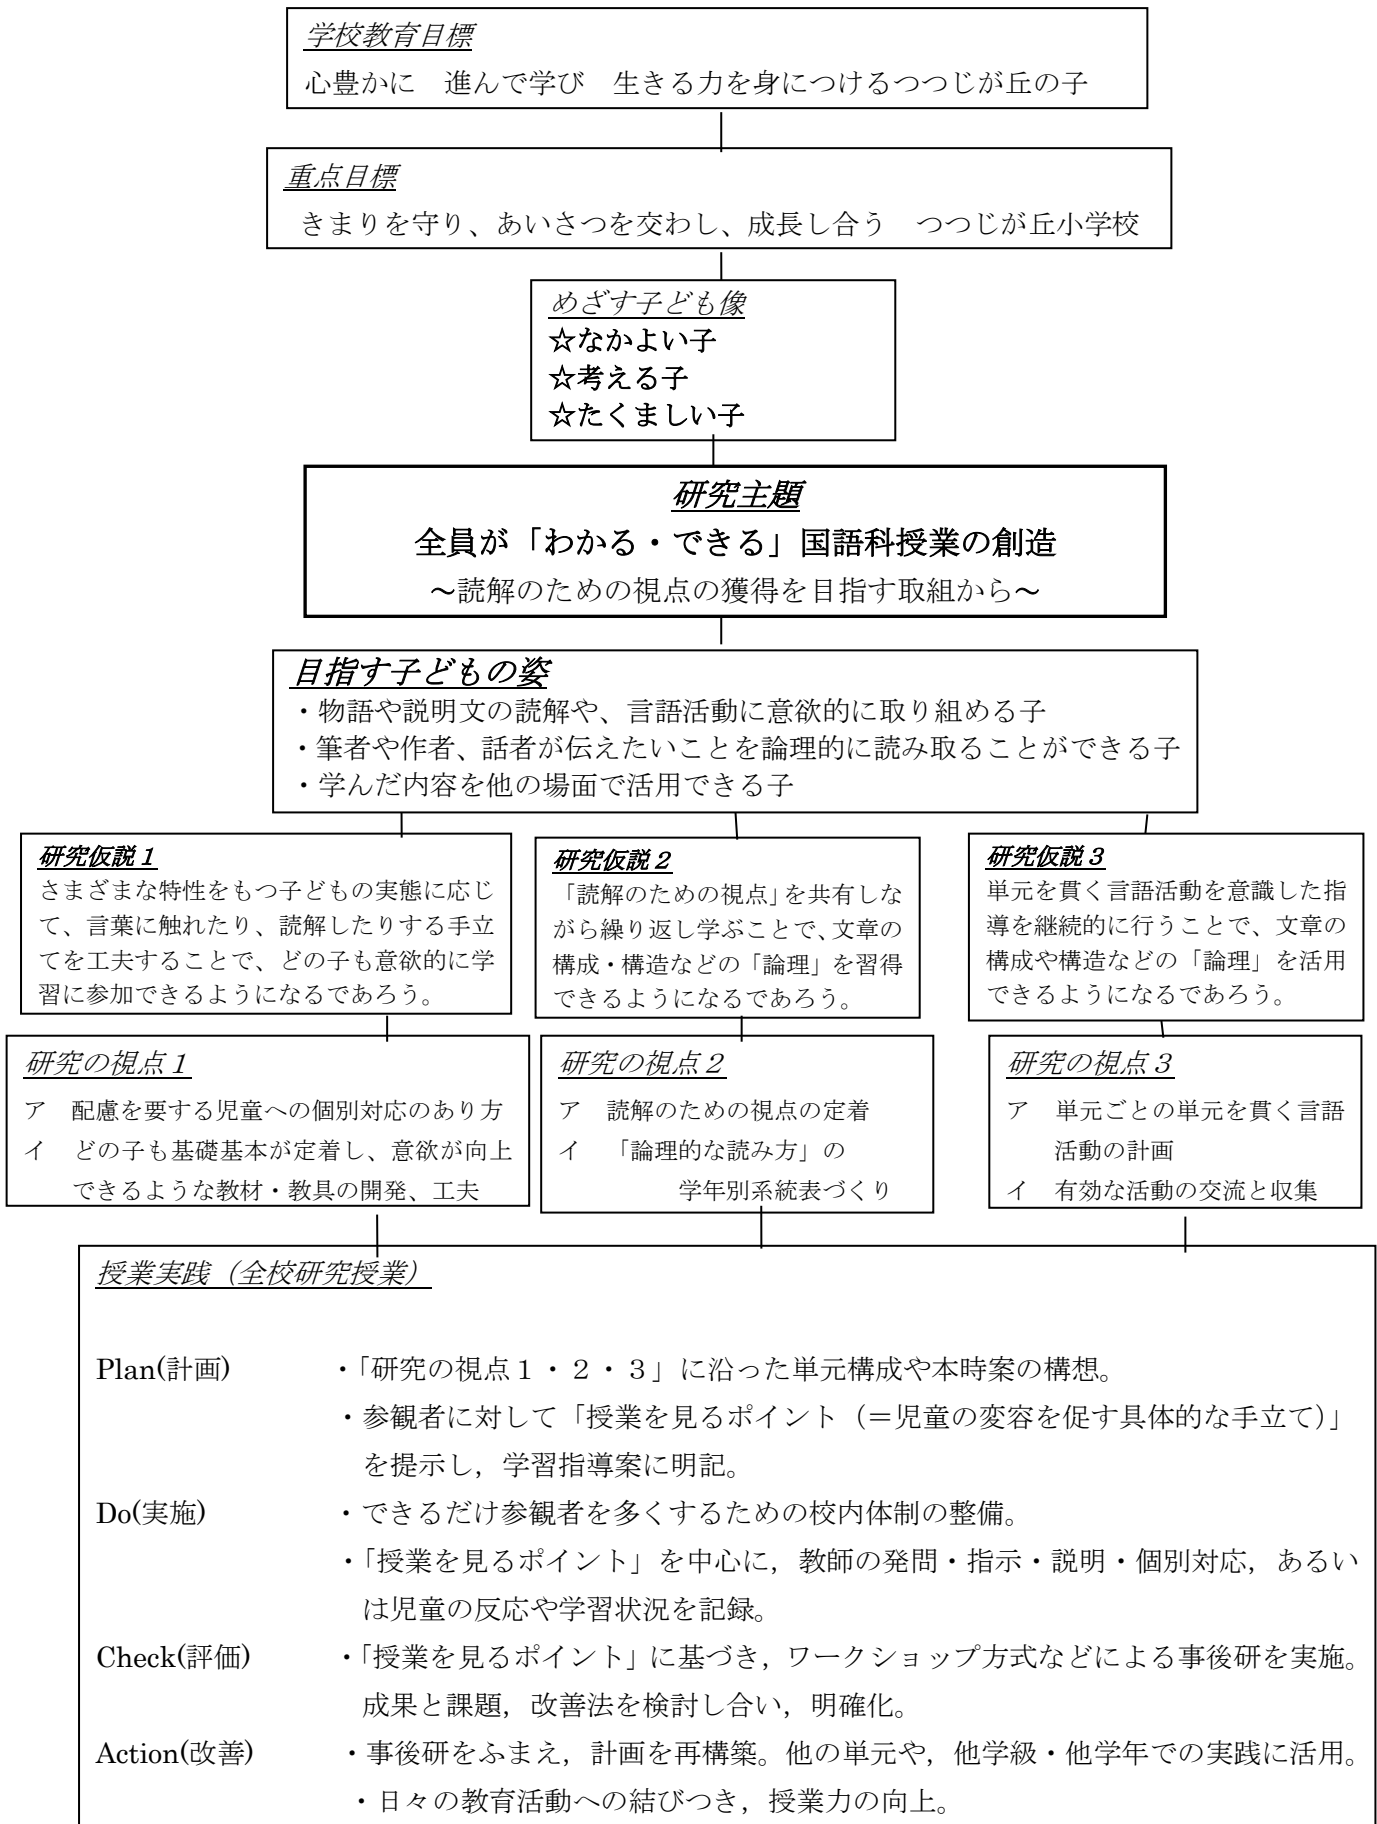 学校教育目標
心豊かに　進んで学び　生きる力を身につけるつつじが丘の子
重点目標
きまりを守り、あいさつを交わし、成長し合う　つつじが丘小学校
めざす子ども像
☆なかよい子
☆考える子
☆たくましい子
研究主題
全員が「わかる・できる」国語科授業の創造
～読解のための視点の獲得を目指す取組から～
目指す子どもの姿
・物語や説明文の読解や、言語活動に意欲的に取り組める子
・筆者や作者、話者が伝えたいことを論理的に読み取ることができる子
・学んだ内容を他の場面で活用できる子
研究仮説１
さまざまな特性をもつ子どもの実態に応じ
て、言葉に触れたり、読解したりする手立
てを工夫することで、どの子も意欲的に学
習に参加できるようになるであろう。
研究仮説２
「読解のための視点」を共有しな
がら繰り返し学ぶことで、文章の
構成・構造などの「論理」を習得
できるようになるであろう。
研究仮説３
単元を貫く言語活動を意識した指
導を継続的に行うことで、文章の
構成や構造などの「論理」を活用
できるようになるであろう。
研究の視点１
ア　配慮を要する児童への個別対応のあり方
イ　どの子も基礎基本が定着し、意欲が向上
できるような教材・教具の開発、工夫
研究の視点２
ア　読解のための視点の定着
イ　「論理的な読み方」の
学年別系統表づくり
研究の視点３
ア　単元ごとの単元を貫く言語
活動の計画
イ　有効な活動の交流と収集
授業実践（全校研究授業）
Plan(計画)　・「研究の視点１・２・３」に沿った単元構成や本時案の構想。
・参観者に対して「授業を見るポイント（＝児童の変容を促す具体的な手立て）」
を提示し，学習指導案に明記。
Do(実施)　・できるだけ参観者を多くするための校内体制の整備。
・「授業を見るポイント」を中心に，教師の発問・指示・説明・個別対応，あるい
は児童の反応や学習状況を記録。
Check(評価)　・「授業を見るポイント」に基づき，ワークショップ方式などによる事後研を実施。
成果と課題，改善法を検討し合い，明確化。
Action(改善)　・事後研をふまえ，計画を再構築。他の単元や，他学級・他学年での実践に活用。
・日々の教育活動への結びつき，授業力の向上。